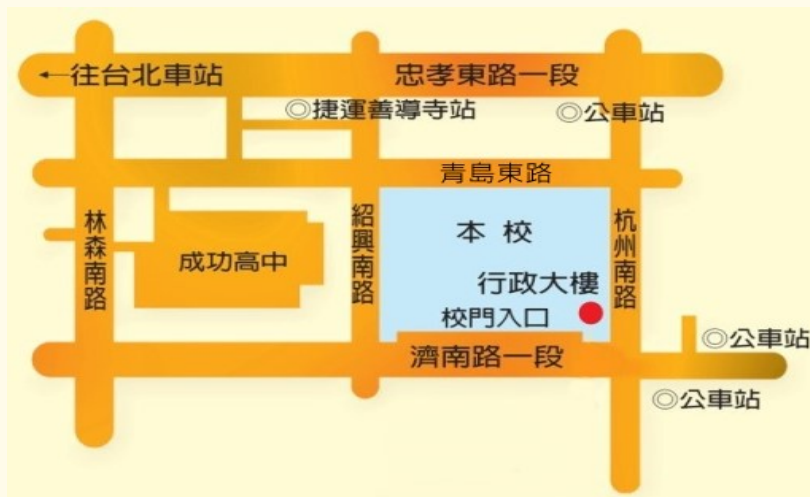 ←往台北車站
忠孝東路一段
◎捷運善導寺站
◎公車站
青島東路
林森南路
紹興南路
杭州南路
本校
成功高中
行政大樓
校門入口
濟南路一段
◎公車站
◎公車站